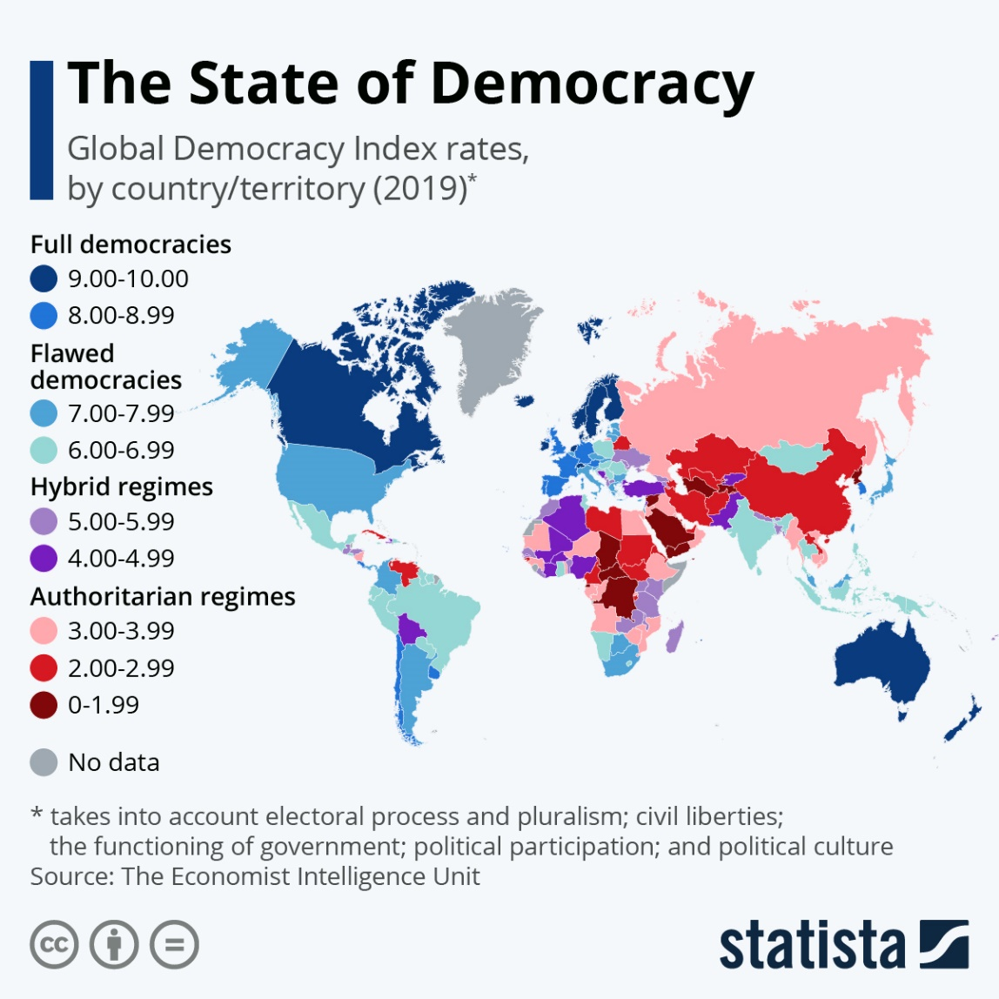 The State of Democracy
Global Democracy Index rates,
by country/territory (2019)*
Full democracies
9.00-10.00
8.00-8.99
Flawed
democracies
7.00-7.99
6.00-6.99
Hybrid regimes
5.00-5.99
4.00-4.99
Authoritarian regimes
3.00-3.99
2.00-2.99
0-1.99
No data
* takes into account electoral process and pluralism; civil liberties;
the functioning of government; political participation; and political culture
Source: The Economist Intelligence Unit
cc
statista